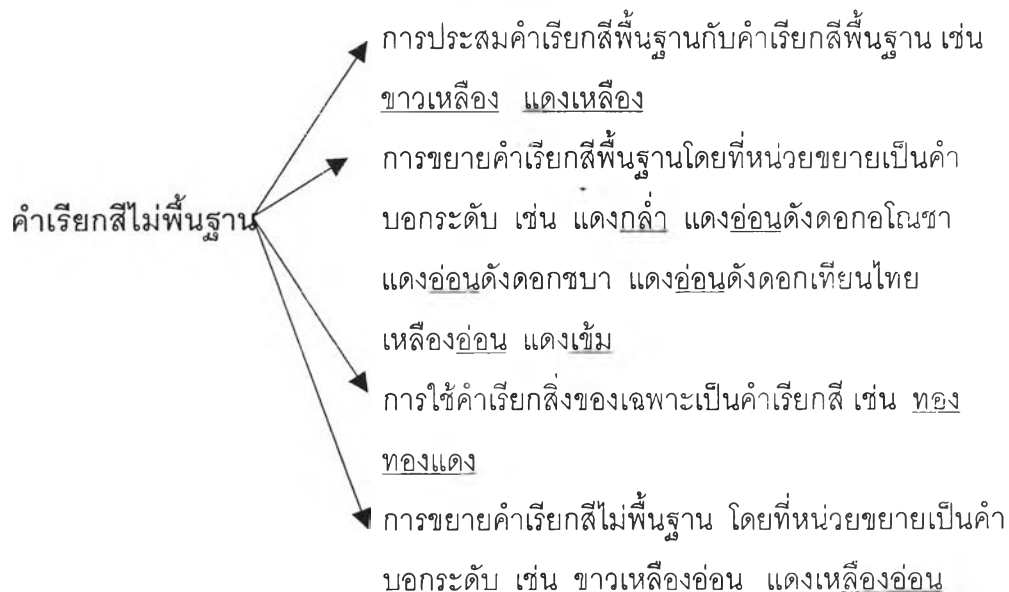 การประสมคำเรียกสีพื้นฐานกับคำเรียกสีพื้นฐาน เช่น
ขาวเหลือง แดงเหลือง
การขยายคำเรียกสีพื้นฐานโดยที่หน่วยขยายเป็นคำ
คำเรียกสีไม่พื้นฐาน
บอกระดับ เช่น แดงกล่ำ แดงอ่อนดังดอกอโณชา
แดงอ่อนดังดอกชบา แดงอ่อนดังดอกเทียนไทย
เหลืองอ่อน แดงเข้ม
การใช้คำเรียกสิ่งของเฉพาะเป็นคำเรียกสี เช่น ทอง
ทองแดง
การขยายคำเรียกสีไม่พื้นฐาน โดยที่หน่วยขยายเป็นคำ
บอกระดับ เช่น ขาวเหลืองอ่อน แดงเหลืองอ่อน